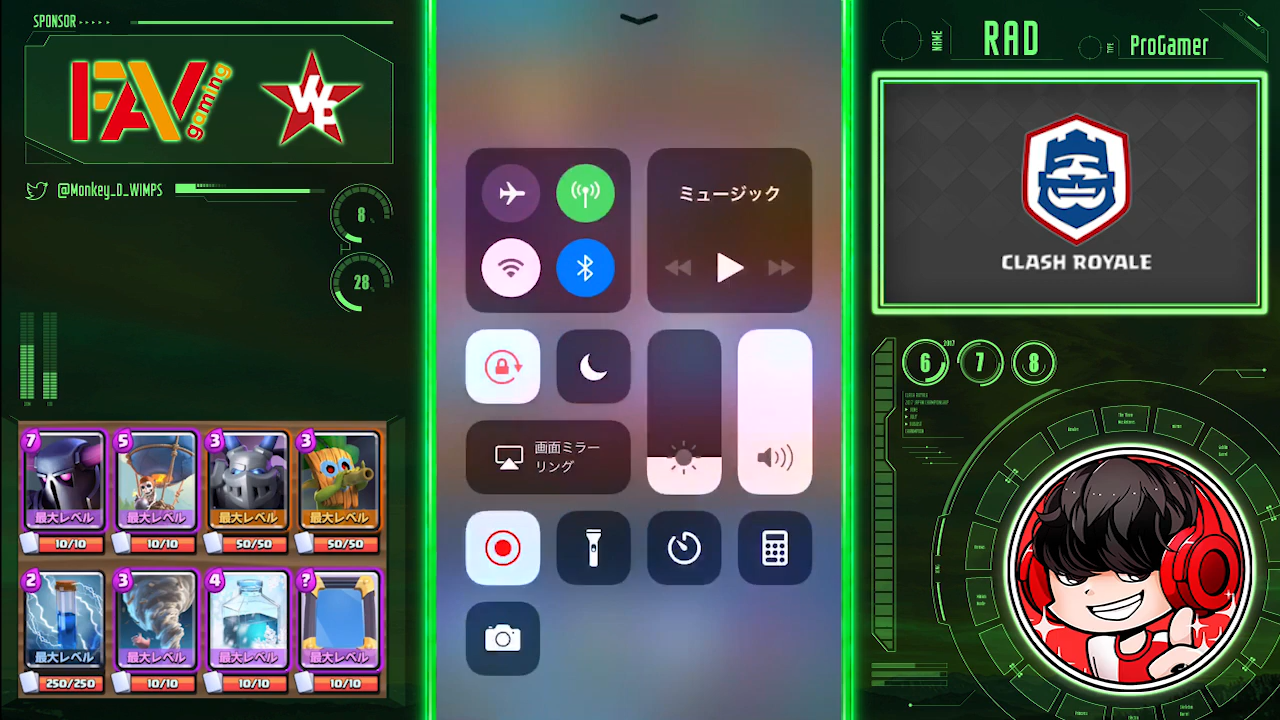 SPONSOR
FAV gaming
WE
@Monkey_D_WIMPS
8
28
7
5
3
3
最大レベル
最大レベル
最大レベル
最大レベル
10/10
10/10
50/50
50/50
2
3
4
?
最大レベル
最大レベル
最大レベル
最大レベル
250/250
10/10
10/10
10/10
ミュージック
画面ミラー
リング
NAME
RAD
TYPE
ProGamer
CLASH ROYALE
2017
6
7
8